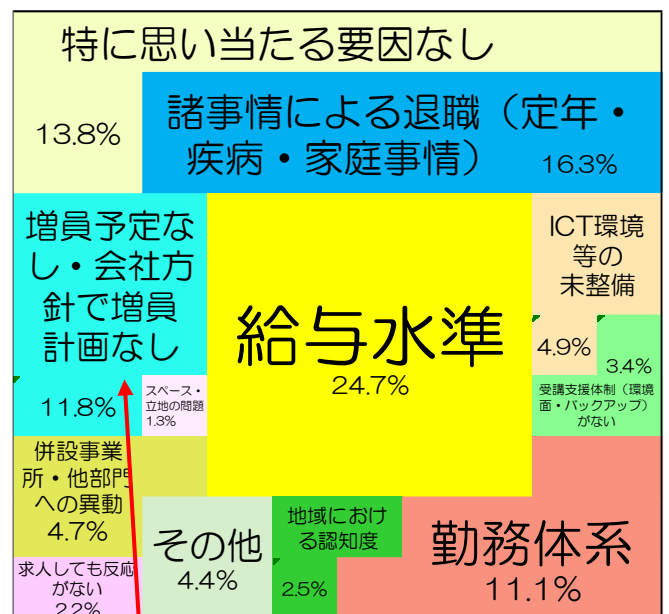 特に思い当たる要因なし
13.8%
諸事情による退職（定年・
疾病・家庭事情）
16.3%
増員予定な
し・会社方
針で増員
計画なし
11.8%
スペース・
立地の問題
1.3%
給与水準
24.7%
ICT環境
等の
未整備
4.9%
3.4%
受講支援体制（環境
面・バックアップ）
がない
併設事業
所・他部門
への異動
4.7%
その他
4.4%
地域におけ
る認知度
2.5%
勤務体系
11.1%
求人しても反応
がない
2.2%